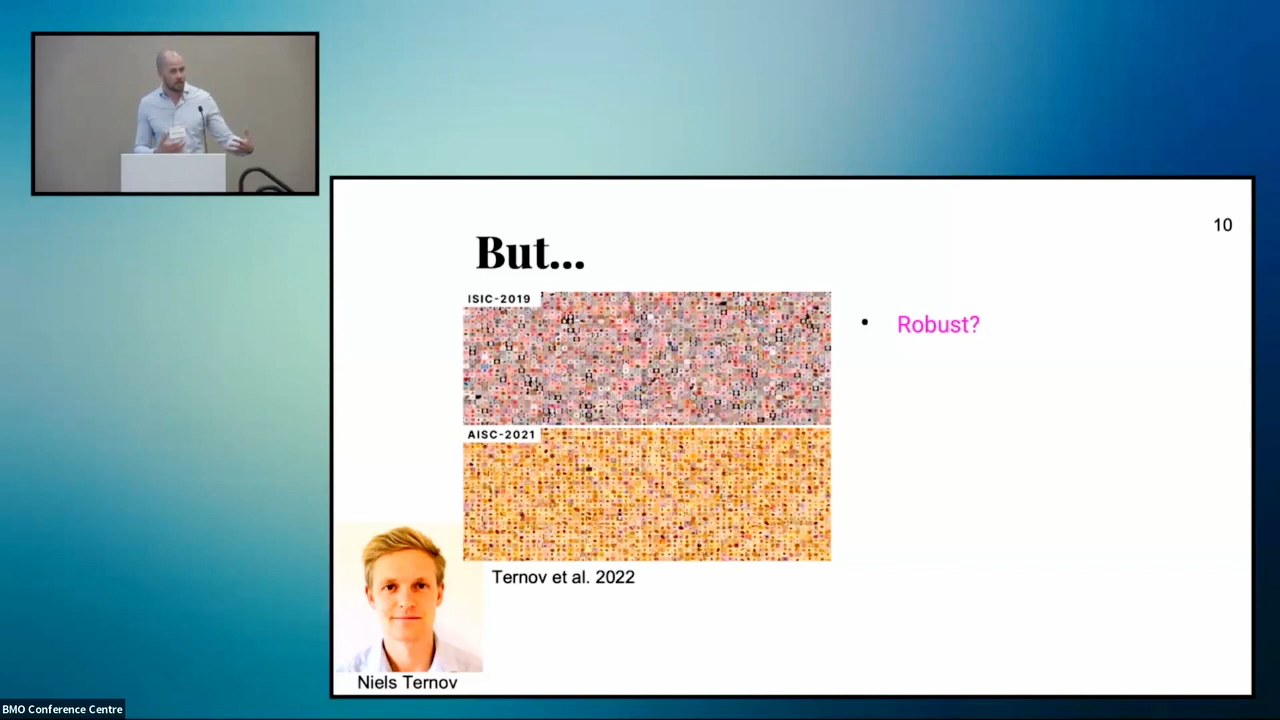 10
But...
ISIC-2019
• Robust?
AISC-2021
Ternov et al. 2022
Niels Ternov
BMO Conference Centre